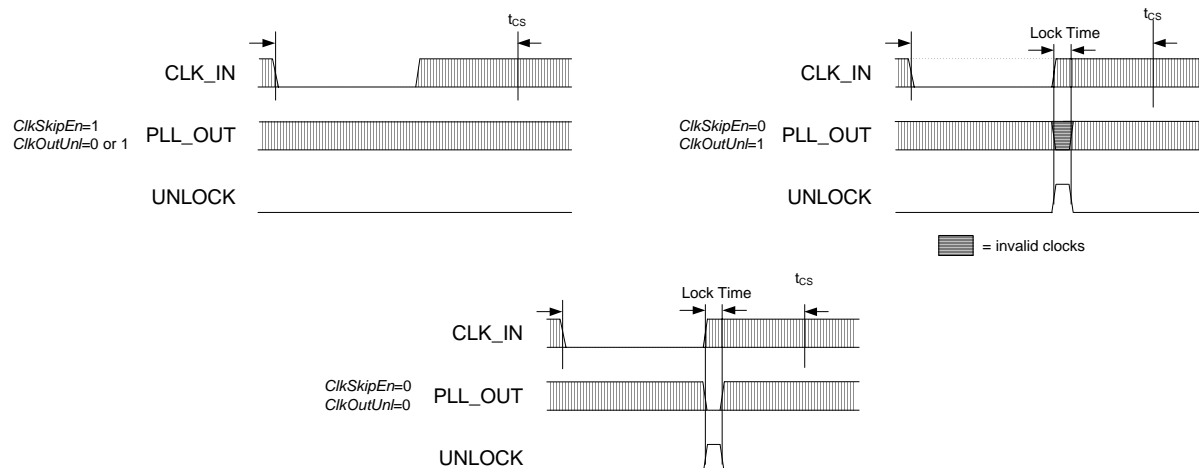 tCS
CLK_IN
ClkSkipEn=1
ClkOutUnl=0 or 1
PLL_OUT
UNLOCK
tCS
Lock Time
CLK_IN
ClkSkipEn=0
ClkOutUnl=1
PLL_OUT
UNLOCK
= invalid clocks
tCS
Lock Time
CLK_IN
ClkSkipEn=0
ClkOutUnl=0
PLL_OUT
UNLOCK